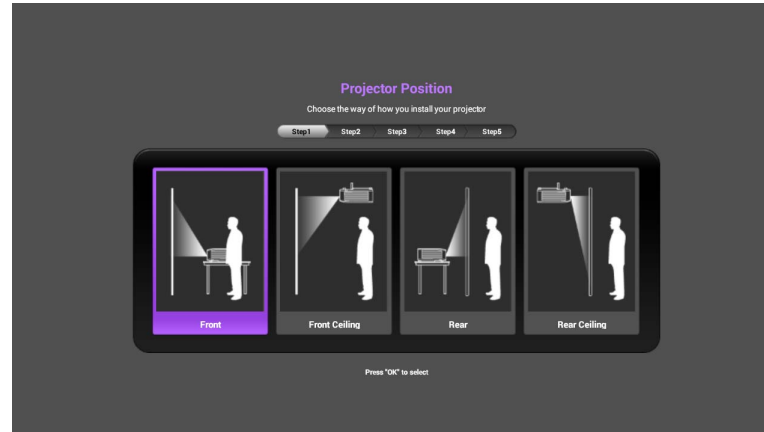 Projector Position
Choose the way of how you install your projector
Step1 Step2 Step3 Step4 Step5
Front Front Ceiling Rear Rear Ceiling
Press "OK" to select